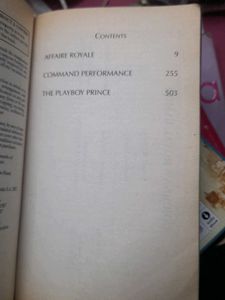 CONTENTS
AFFAIRE ROYALE 9
COMMAND PERFORMANCE 255
THE PLAYBOY PRINCE 503